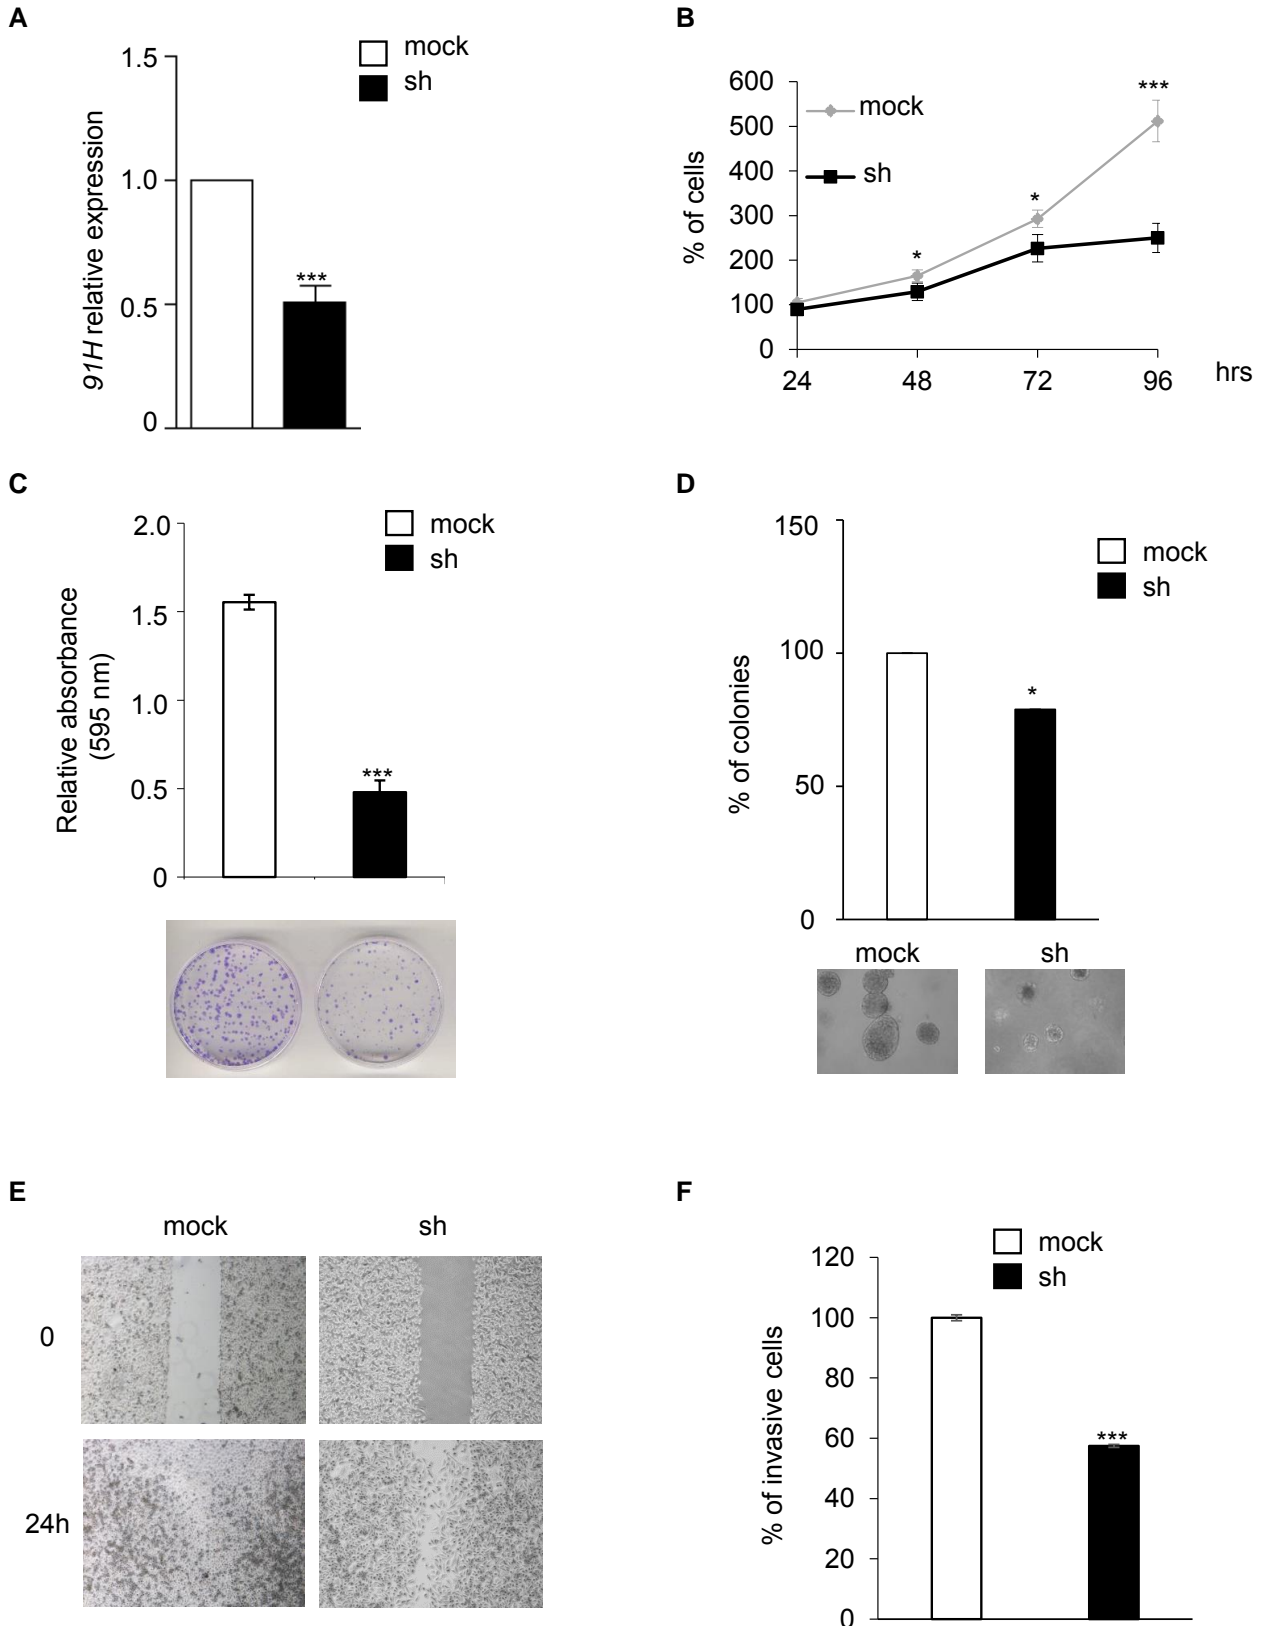 A
91H relative expression
1.5
1.0
0.5
0
mock
sh
***
B
% of cells
600
500
400
300
200
100
0
mock
sh
*
*
***
24 48 72 96 hrs
C
Relative absorbance
(595 nm)
2.0
1.5
1.0
0.5
0
mock
sh
***
D
% of colonies
150
100
50
0
mock
sh
*
mock sh
E
mock sh
0
24h
F
% of invasive cells
120
100
80
60
40
20
0
mock
sh
***